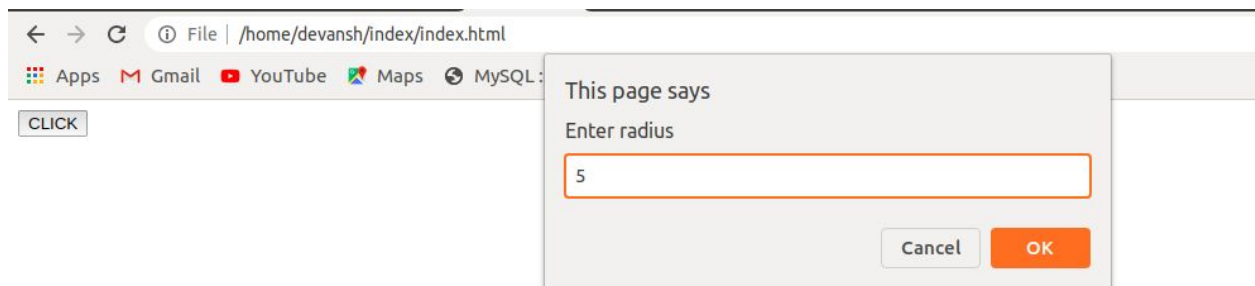 File | /home/devansh/index/index.html
Apps Gmail YouTube Maps MySQL :
This page says
CLICK
Enter radius
5
Cancel OK